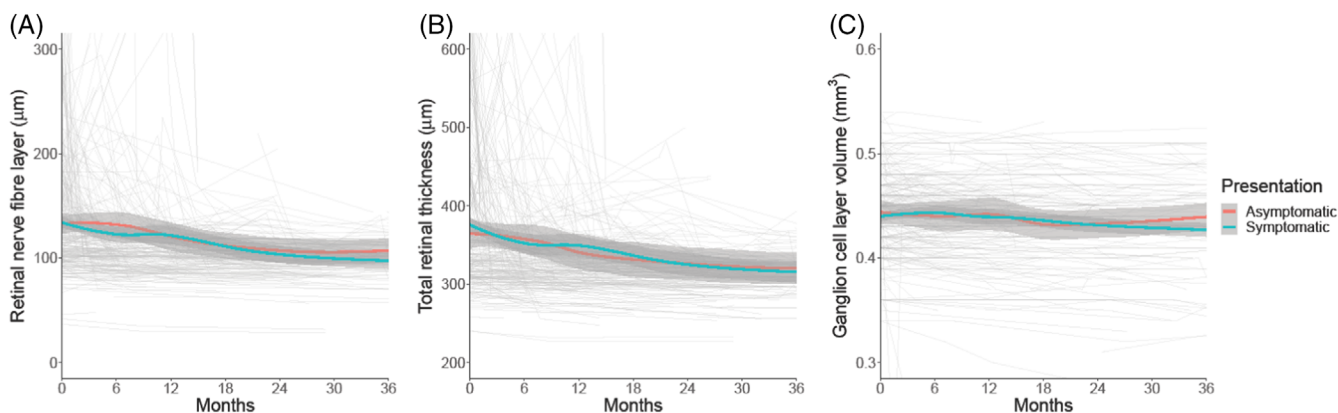 (A)
Retinal nerve fibre layer (μm)
300
200
100
0
0 6 12 18 24 30 36
Months
(B)
Total retinal thickness (μm)
600
500
400
300
200
0 6 12 18 24 30 36
Months
(C)
Ganglion cell layer volume (mm³)
0.6
0.5
0.4
0.3
0 6 12 18 24 30 36
Months
Presentation
Asymptomatic
Symptomatic